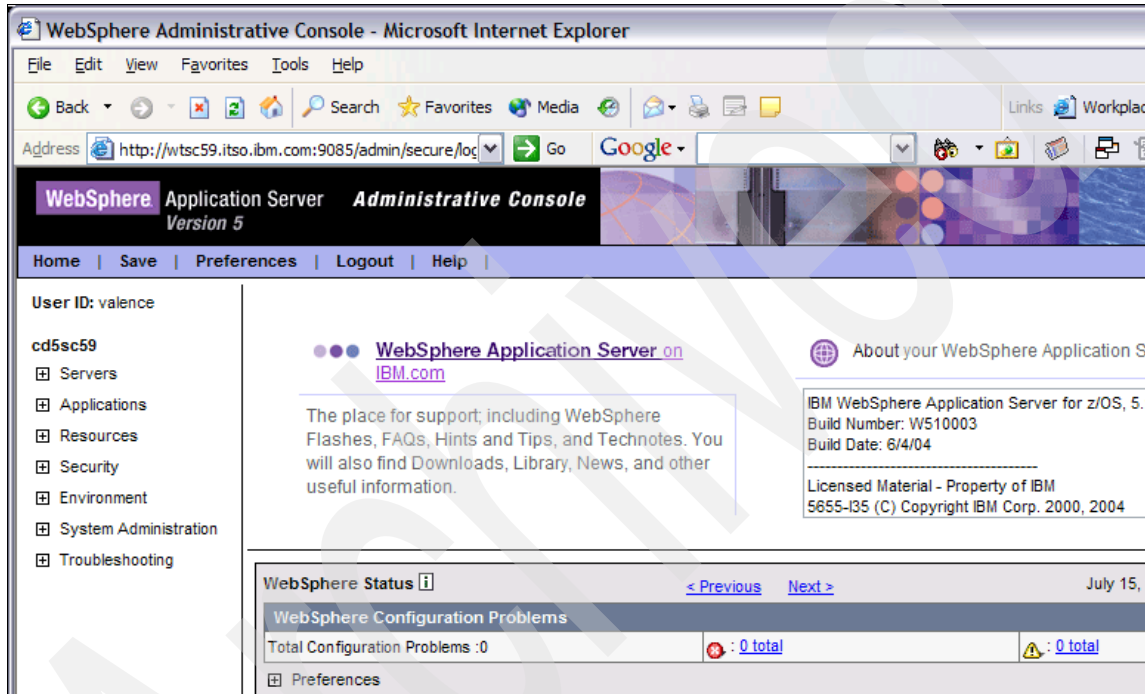 WebSphere Administrative Console - Microsoft Internet Explorer
File Edit View Favorites Tools Help
Back Search Favorites Media Links
Address http://wtsc59.itso.ibm.com:9085/admin/secure/log Go Google
WebSphere Application Server Administrative Console
Version 5
Home | Save | Preferences | Logout | Help |
User ID: valence
cd5sc59
Servers
Applications
Resources
Security
Environment
System Administration
Troubleshooting
WebSphere Application Server on
IBM.com
The place for support; including WebSphere
Flashes, FAQs, Hints and Tips, and Technotes. You
will also find Downloads, Library, News, and other
useful information.
About your WebSphere Application S
IBM WebSphere Application Server for z/OS, 5.
Build Number: W510003
Build Date: 6/4/04
----------------------------------------
Licensed Material - Property of IBM
5655-I35 (C) Copyright IBM Corp. 2000, 2004
WebSphere Status i < Previous Next > July 15,
WebSphere Configuration Problems
Total Configuration Problems :0 : 0 total : 0 total
Preferences